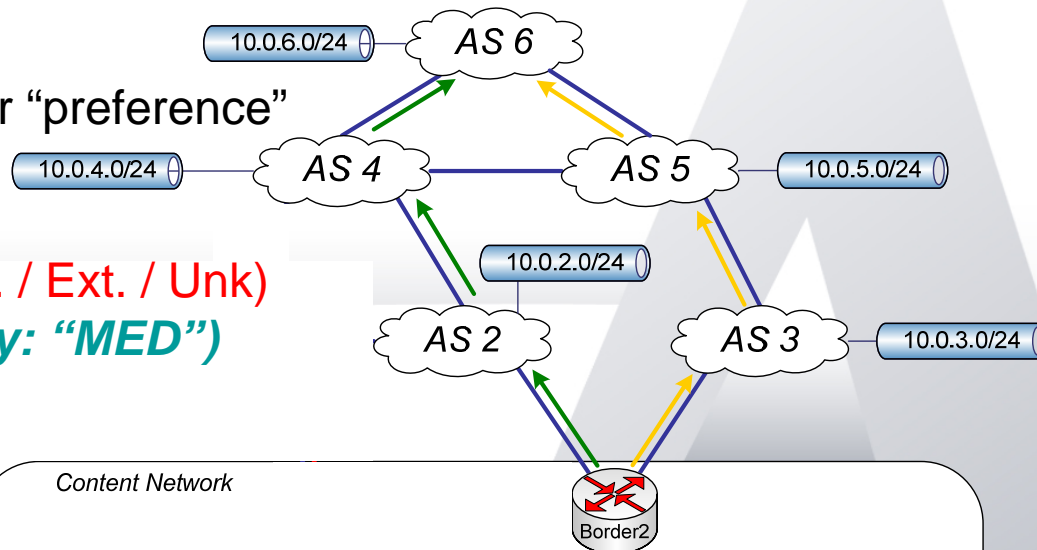 10.0.6.0/24
AS 6
r “preference”
10.0.4.0/24
AS 4
AS 5
10.0.5.0/24
10.0.2.0/24
. / Ext. / Unk)
y: “MED”)
AS 2
AS 3
10.0.3.0/24
Content Network
Border2